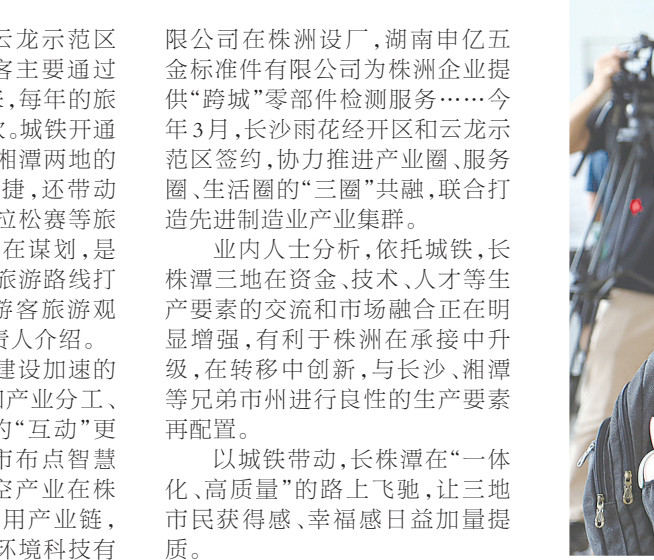 云龙示范区
客主要通过
，每年的旅
。城铁开通
湘潭两地的
捷，还带动
拉松赛等旅
在谋划，是
旅游路线打
游客旅游观
责人介绍。
建设加速的
产业分工、
的“互动”更
市布点智慧
空产业在株
用产业链，
环境科技有
限公司在株洲设厂，湖南申亿五
金标准件有限公司为株洲企业提
供“跨城”零部件检测服务……今
年3月，长沙雨花经开区和云龙示
范区签约，协力推进产业圈、服务
圈、生活圈的“三圈”共融，联合打
造先进制造业产业集群。
业内人士分析，依托城铁，长
株潭三地在资金、技术、人才等生
产要素的交流和市场融合正在明
显增强，有利于株洲在承接中升
级，在转移中创新，与长沙、湘潭
等兄弟市州进行良性的生产要素
再配置。
以城铁带动，长株潭在“一体
化、高质量”的路上飞驰，让三地
市民获得感、幸福感日益加量提
质。